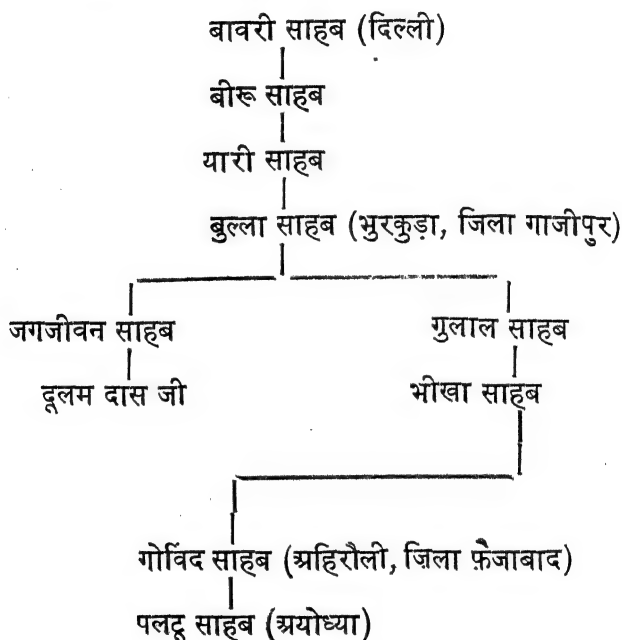 बावरी साहब (दिल्ली)
बीरू साहब
यारी साहब
बुल्ला साहब (भुरकुड़ा, जिला गाजीपुर)
जगजीवन साहब
गुलाल साहब
दूलम दास जी
भीखा साहब
गोविंद साहब (अहिरौली, ज़िला फ़ैजाबाद)
पलटू साहब (अयोध्या)